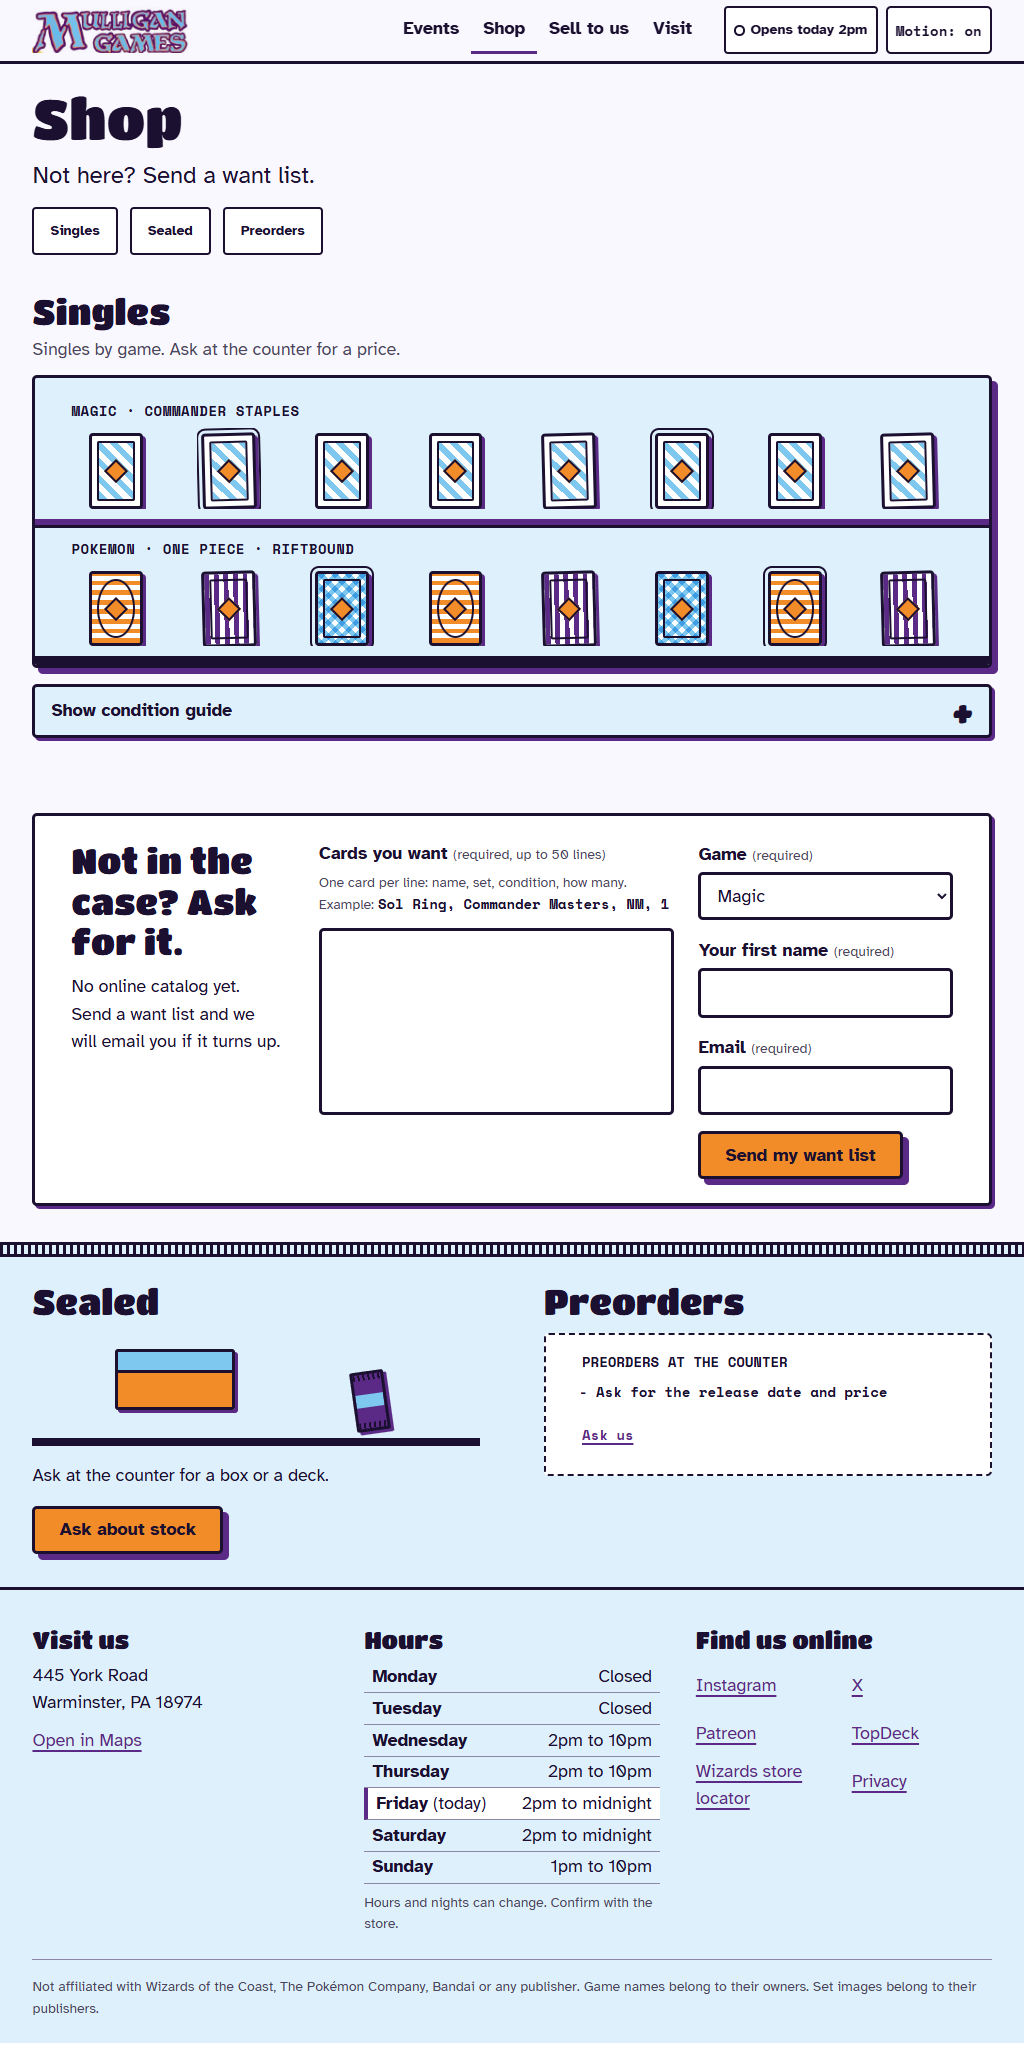 MULLIGAN
GAMES
Events Shop Sell to us Visit Opens today 2pm Motion: on
Shop
Not here? Send a want list.
Singles Sealed Preorders
Singles
Singles by game. Ask at the counter for a price.
MAGIC · COMMANDER STAPLES
POKEMON · ONE PIECE · RIFTBOUND
Show condition guide
Not in the
case? Ask
for it.
No online catalog yet.
Send a want list and we
will email you if it turns up.
Cards you want (required, up to 50 lines)
One card per line: name, set, condition, how many.
Example: Sol Ring, Commander Masters, NM, 1
Game (required)
Magic
Your first name (required)
Email (required)
Send my want list
Sealed
Ask at the counter for a box or a deck.
Ask about stock
Preorders
PREORDERS AT THE COUNTER
- Ask for the release date and price
Ask us
Visit us
445 York Road
Warminster, PA 18974
Open in Maps
Hours
Monday Closed
Tuesday Closed
Wednesday 2pm to 10pm
Thursday 2pm to 10pm
Friday (today) 2pm to midnight
Saturday 2pm to midnight
Sunday 1pm to 10pm
Hours and nights can change. Confirm with the
store.
Find us online
Instagram X
Patreon TopDeck
Wizards store
locator
Privacy
Not affiliated with Wizards of the Coast, The Pokémon Company, Bandai or any publisher. Game names belong to their owners. Set images belong to their
publishers.